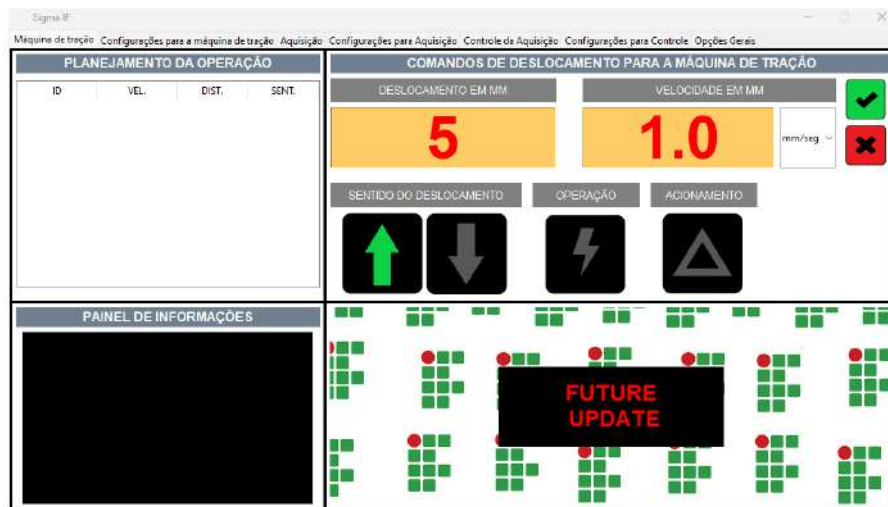 Sigma IF
Máquina de tração Configurações para a máquina de tração Aquisição Configurações para Aquisição Controle da Aquisição Configurações para Controle Opções Gerais
PLANEJAMENTO DA OPERAÇÃO
ID VEL. DIST. SENT.
COMANDOS DE DESLOCAMENTO PARA A MÁQUINA DE TRAÇÃO
DESLOCAMENTO EM MM VELOCIDADE EM MM
5 1.0 mm/seg
SENTIDO DO DESLOCAMENTO OPERAÇÃO ACIONAMENTO
PAINEL DE INFORMAÇÕES
FUTURE
UPDATE